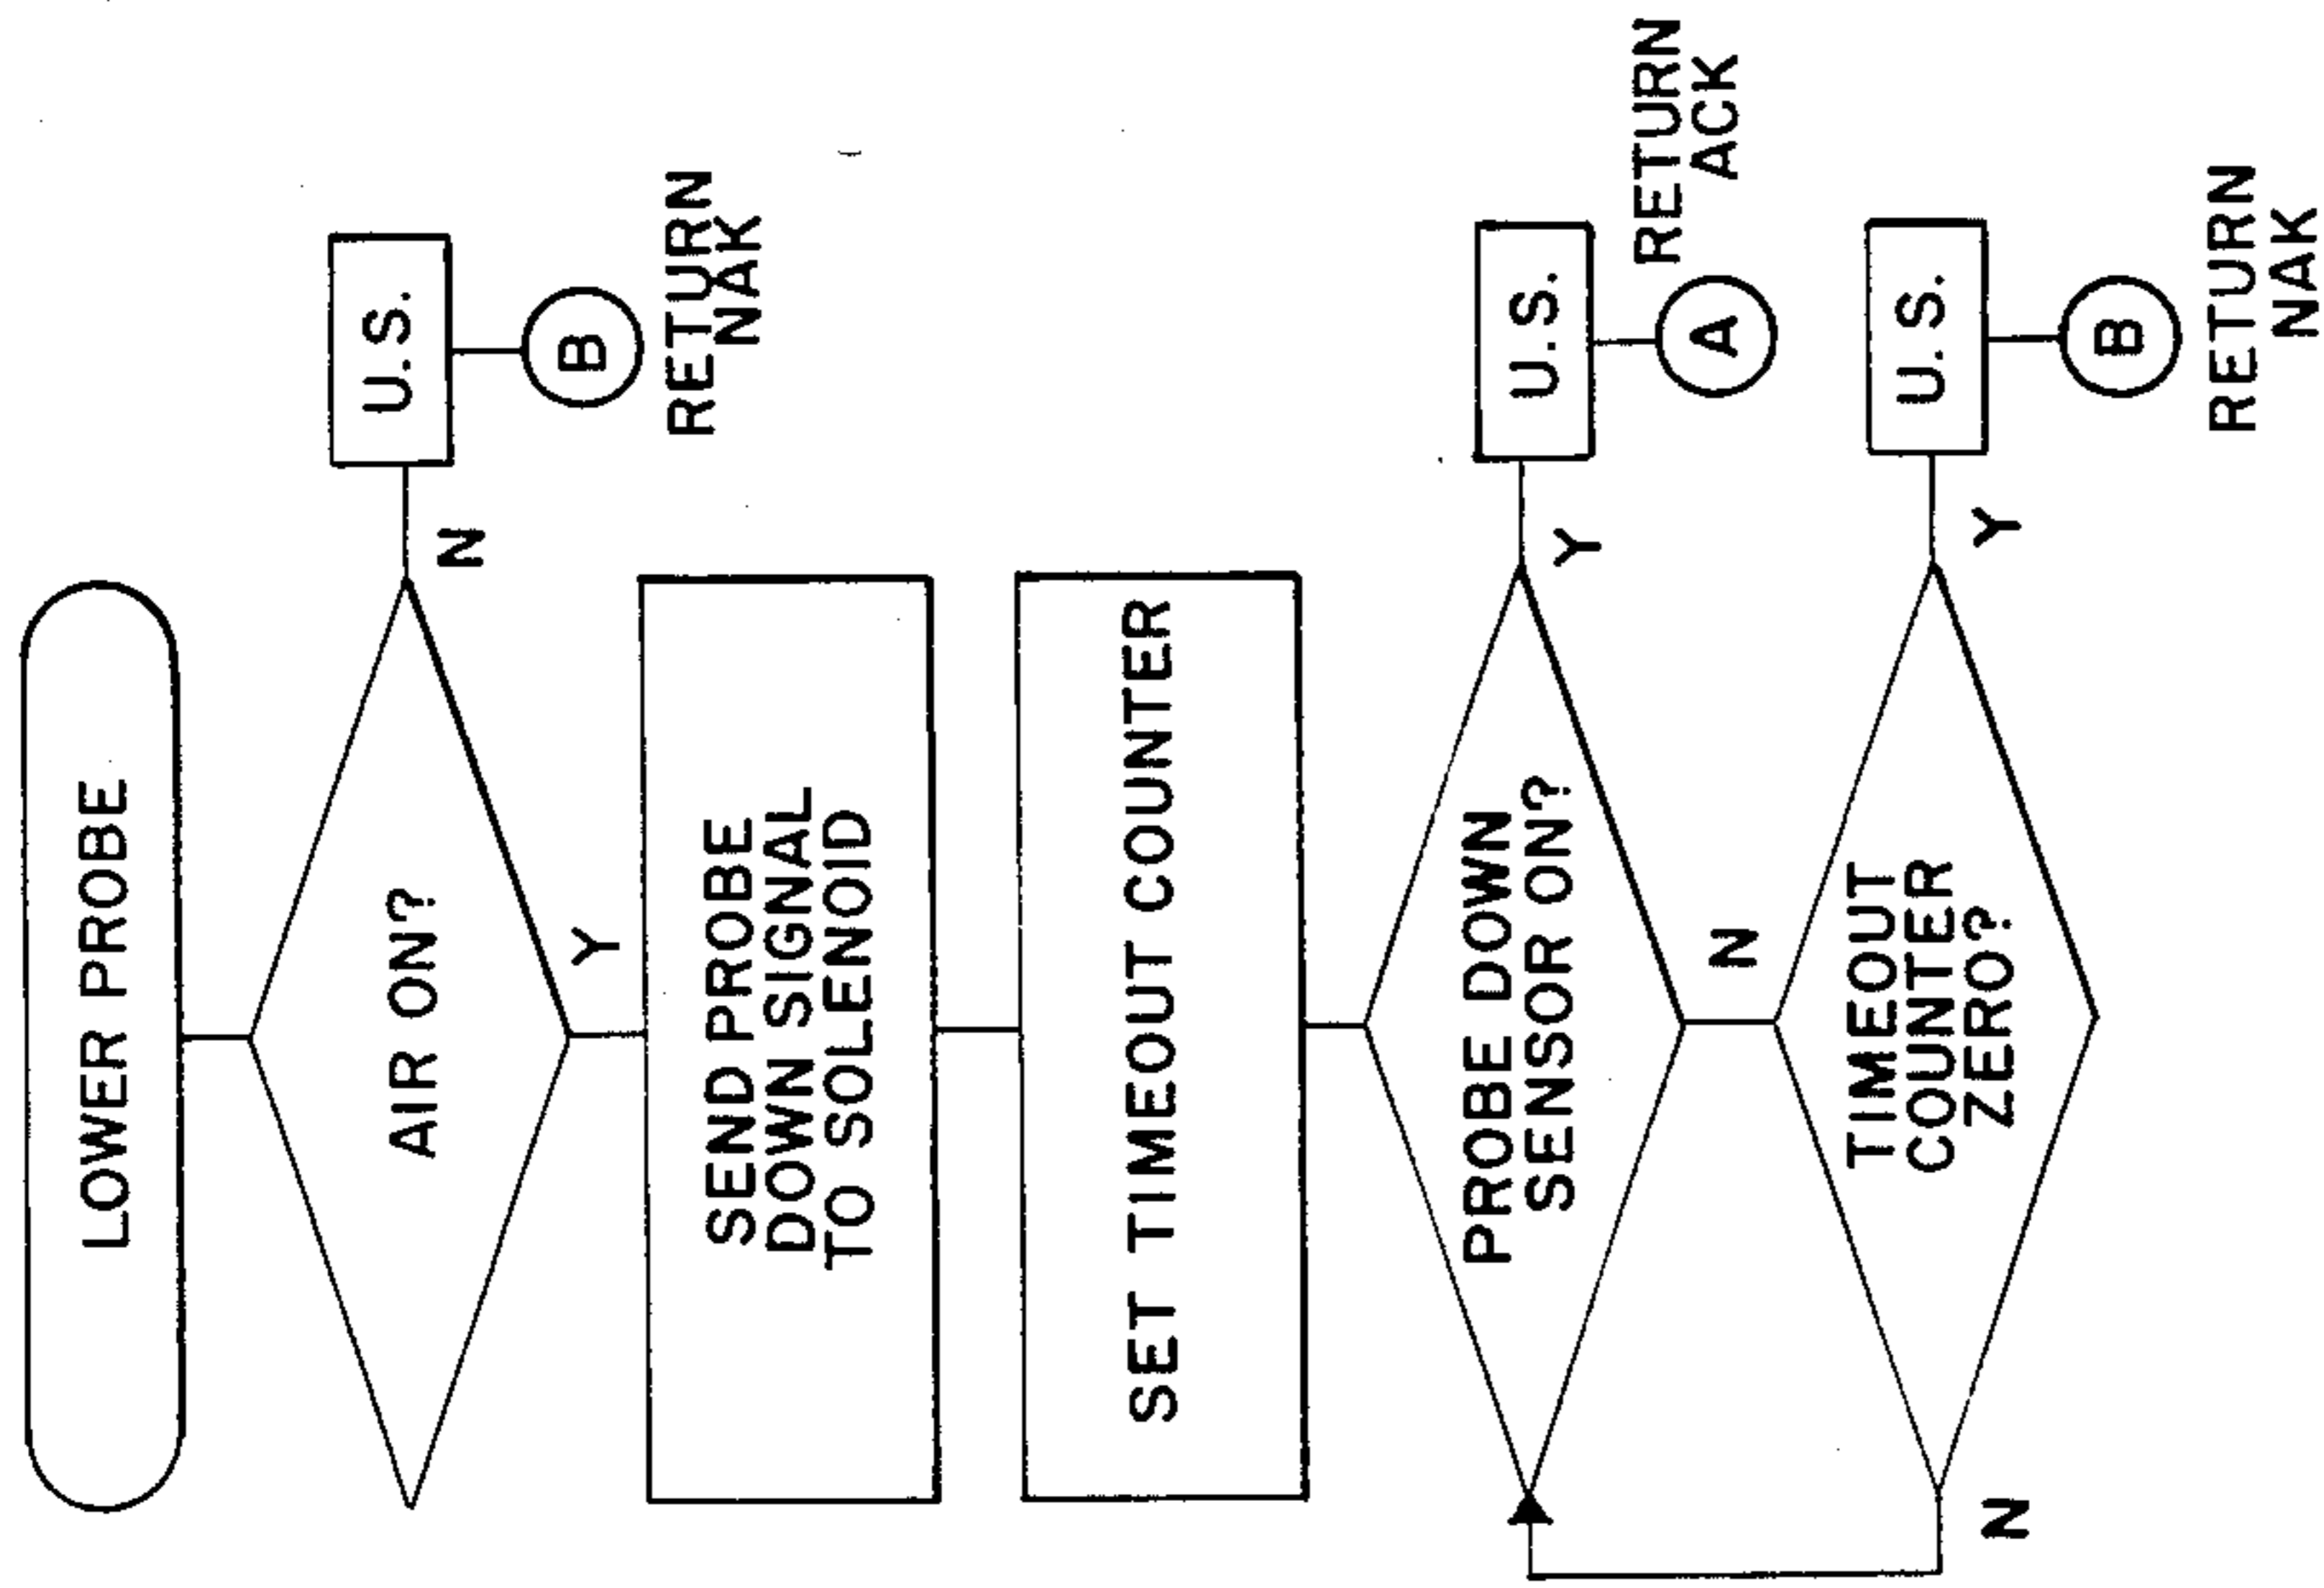 LOWER PROBE
AIR ON?
N
U.S.
B
RETURN
NAK
Y
SEND PROBE
DOWN SIGNAL
TO SOLENOID
SET TIMEOUT COUNTER
PROBE DOWN
SENSOR ON?
Y
U.S.
A
RETURN
ACK
N
TIMEOUT
COUNTER
ZERO?
Y
U.S.
B
RETURN
NAK
N